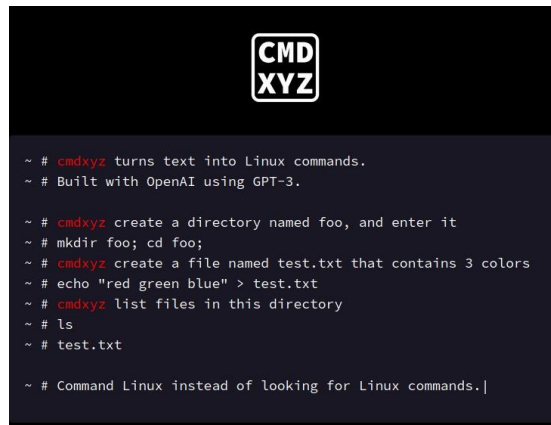 CMD
XYZ
~ # cmdxyz turns text into Linux commands.
~ # Built with OpenAI using GPT-3.
~ # cmdxyz create a directory named foo, and enter it
~ # mkdir foo; cd foo;
~ # cmdxyz create a file named test.txt that contains 3 colors
~ # echo "red green blue" > test.txt
~ # cmdxyz list files in this directory
~ # ls
~ # test.txt
~ # Command Linux instead of looking for Linux commands.|